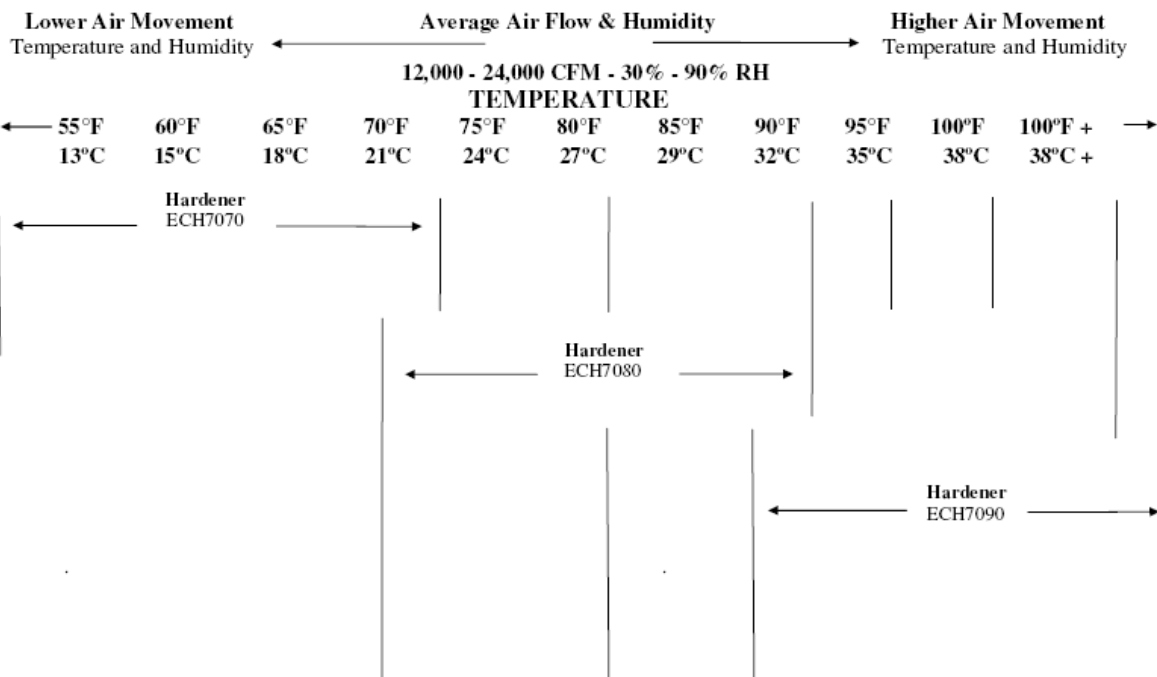 Lower Air Movement Average Air Flow & Humidity Higher Air Movement
Temperature and Humidity Temperature and Humidity
12,000 - 24,000 CFM - 30% - 90% RH
TEMPERATURE
55°F 60°F 65°F 70°F 75°F 80°F 85°F 90°F 95°F 100ºF 100ºF +
13ºC 15ºC 18ºC 21ºC 24ºC 27ºC 29ºC 32ºC 35ºC 38ºC 38ºC +
Hardener
ECH7070
Hardener
ECH7080
Hardener
ECH7090